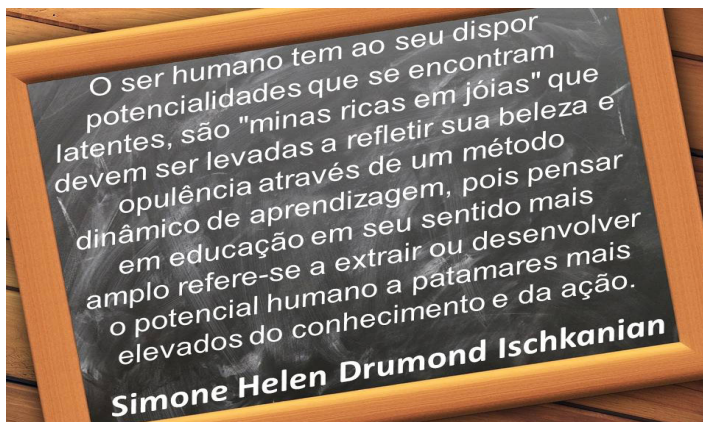 O ser humano tem ao seu dispor
potencialidades que se encontram
latentes, são "minas ricas em jóias" que
devem ser levadas a refletir sua beleza e
opulência através de um método
dinâmico de aprendizagem, pois pensar
em educação em seu sentido mais
amplo refere-se a extrair ou desenvolver
o potencial humano a patamares mais
elevados do conhecimento e da ação.
Simone Helen Drumond Ischkanian